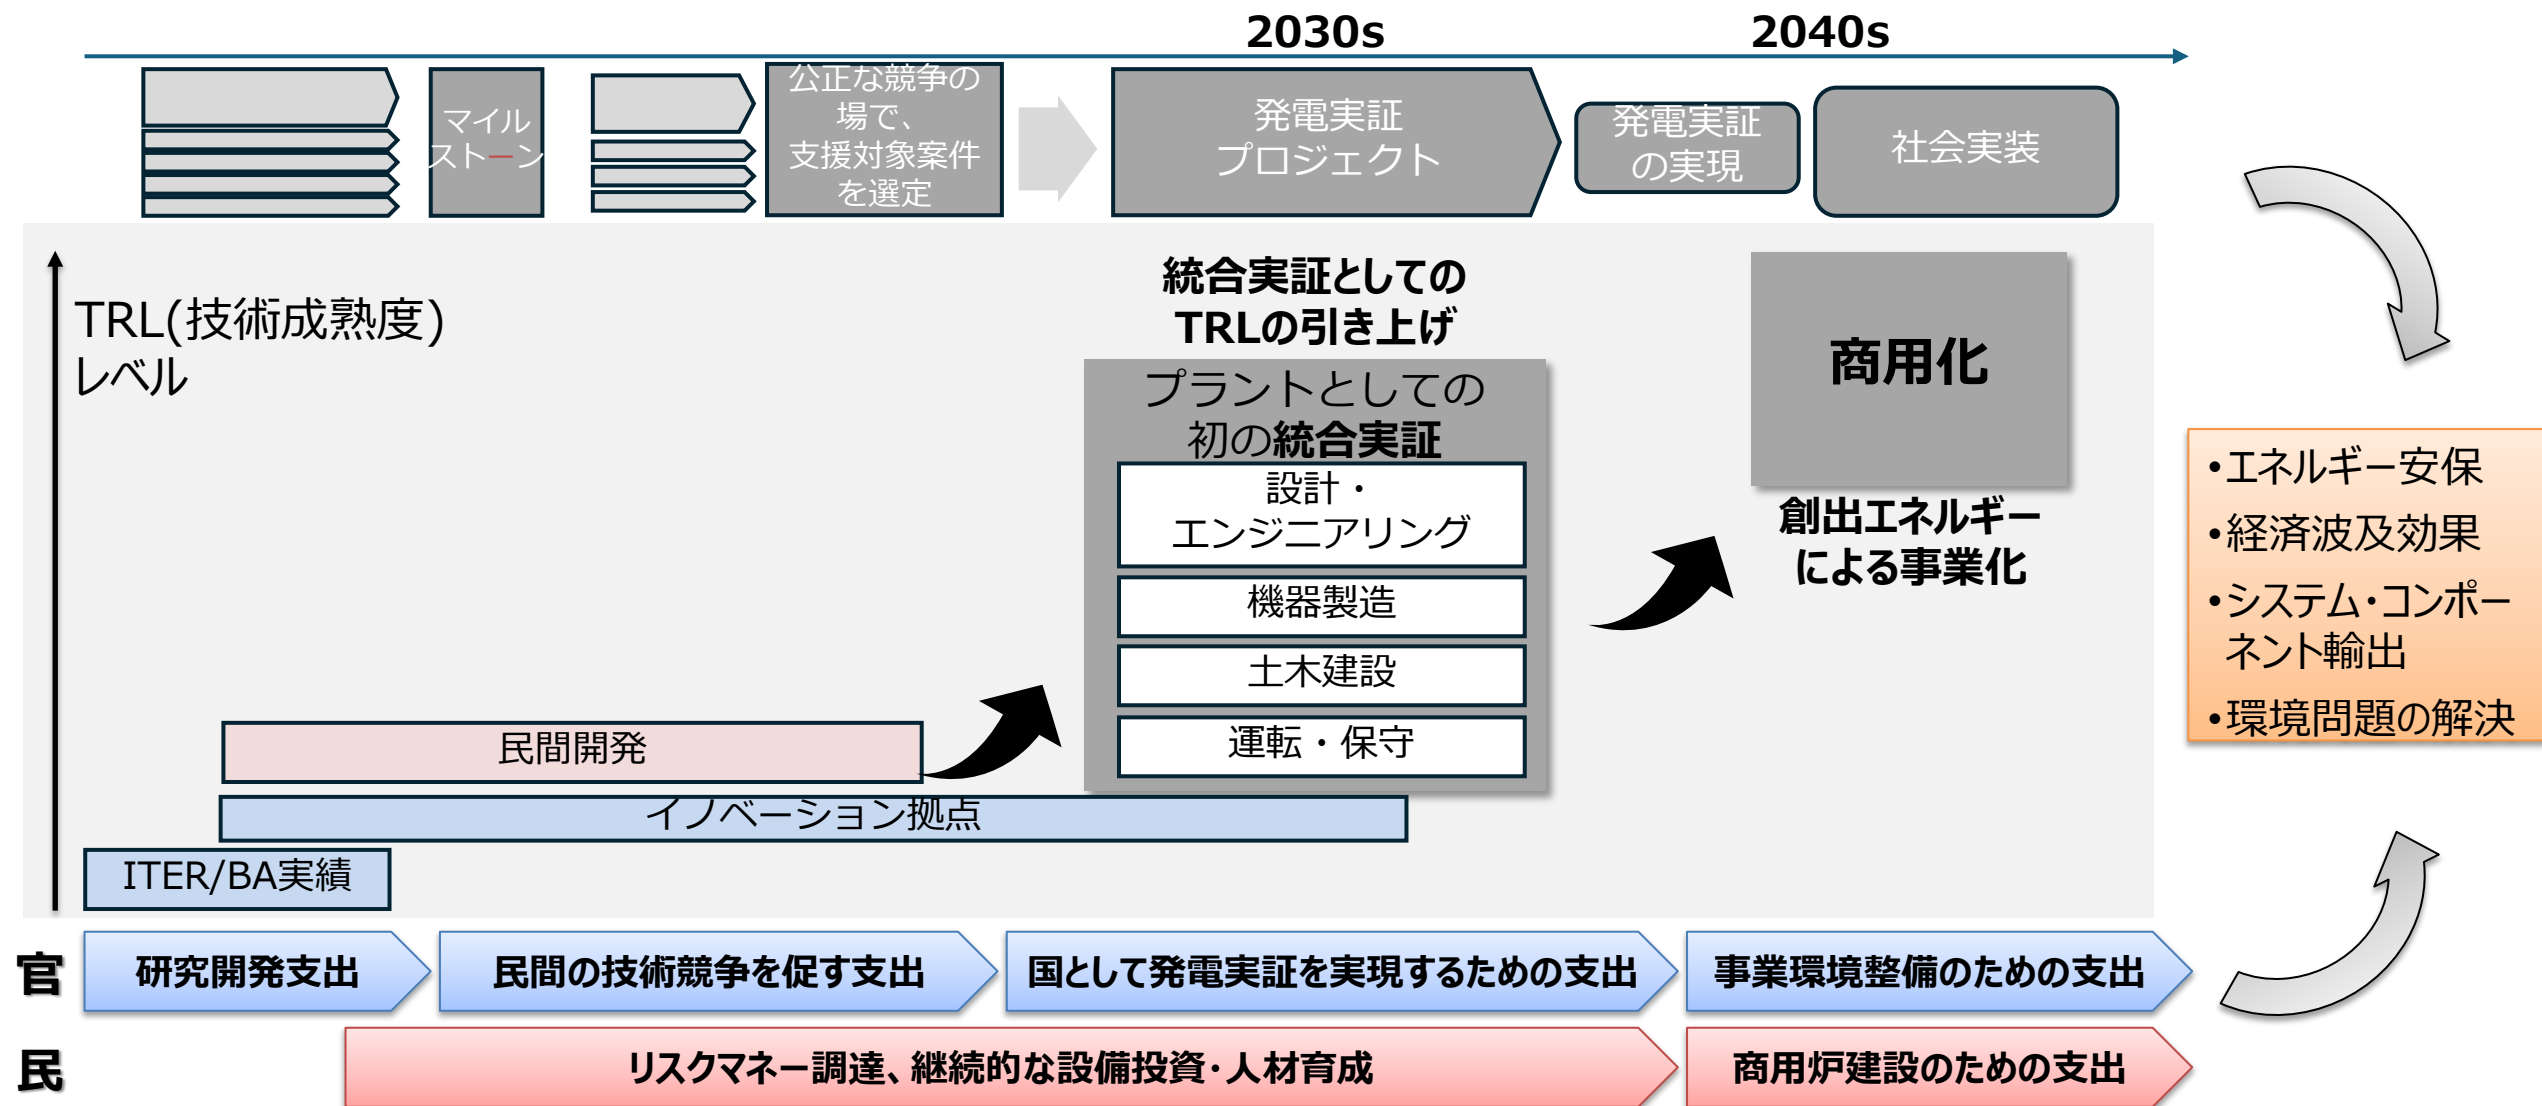 2030s
2040s
マイル
ストーン
公正な競争の
場で、
支援対象案件
を選定
発電実証
プロジェクト
発電実証
の実現
社会実装
TRL(技術成熟度)
レベル
統合実証としての
TRLの引き上げ
プラントとしての
初の統合実証
設計・
エンジニアリング
機器製造
土木建設
運転・保守
商用化
創出エネルギー
による事業化
民間開発
イノベーション拠点
ITER/BA実績
•エネルギー安保
•経済波及効果
•システム・コンポー
ネント輸出
•環境問題の解決
官
研究開発支出
民間の技術競争を促す支出
国として発電実証を実現するための支出
事業環境整備のための支出
民
リスクマネー調達、継続的な設備投資・人材育成
商用炉建設のための支出